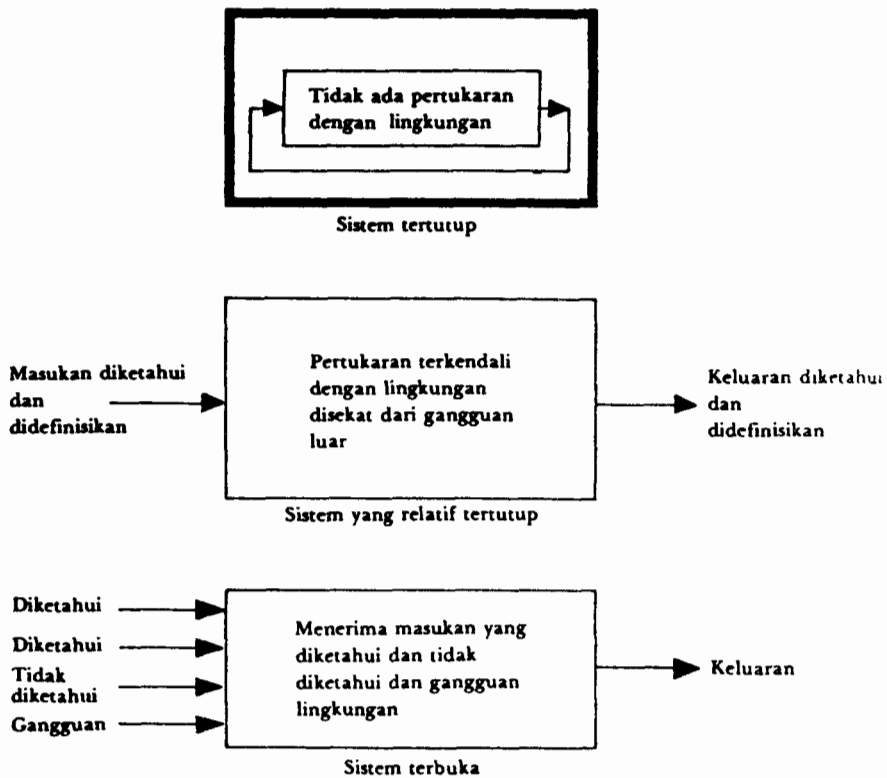 Tidak ada pertukaran
dengan lingkungan
Sistem tertutup
Masukan diketahui
dan
didefinisikan
Pertukaran terkendali
dengan lingkungan
disekat dari gangguan
luar
Keluaran diketahui
dan
didefinisikan
Sistem yang relatif tertutup
Diketahui
Diketahui
Tidak
diketahui
Gangguan
Menerima masukan yang
diketahui dan tidak
diketahui dan gangguan
lingkungan
Keluaran
Sistem terbuka